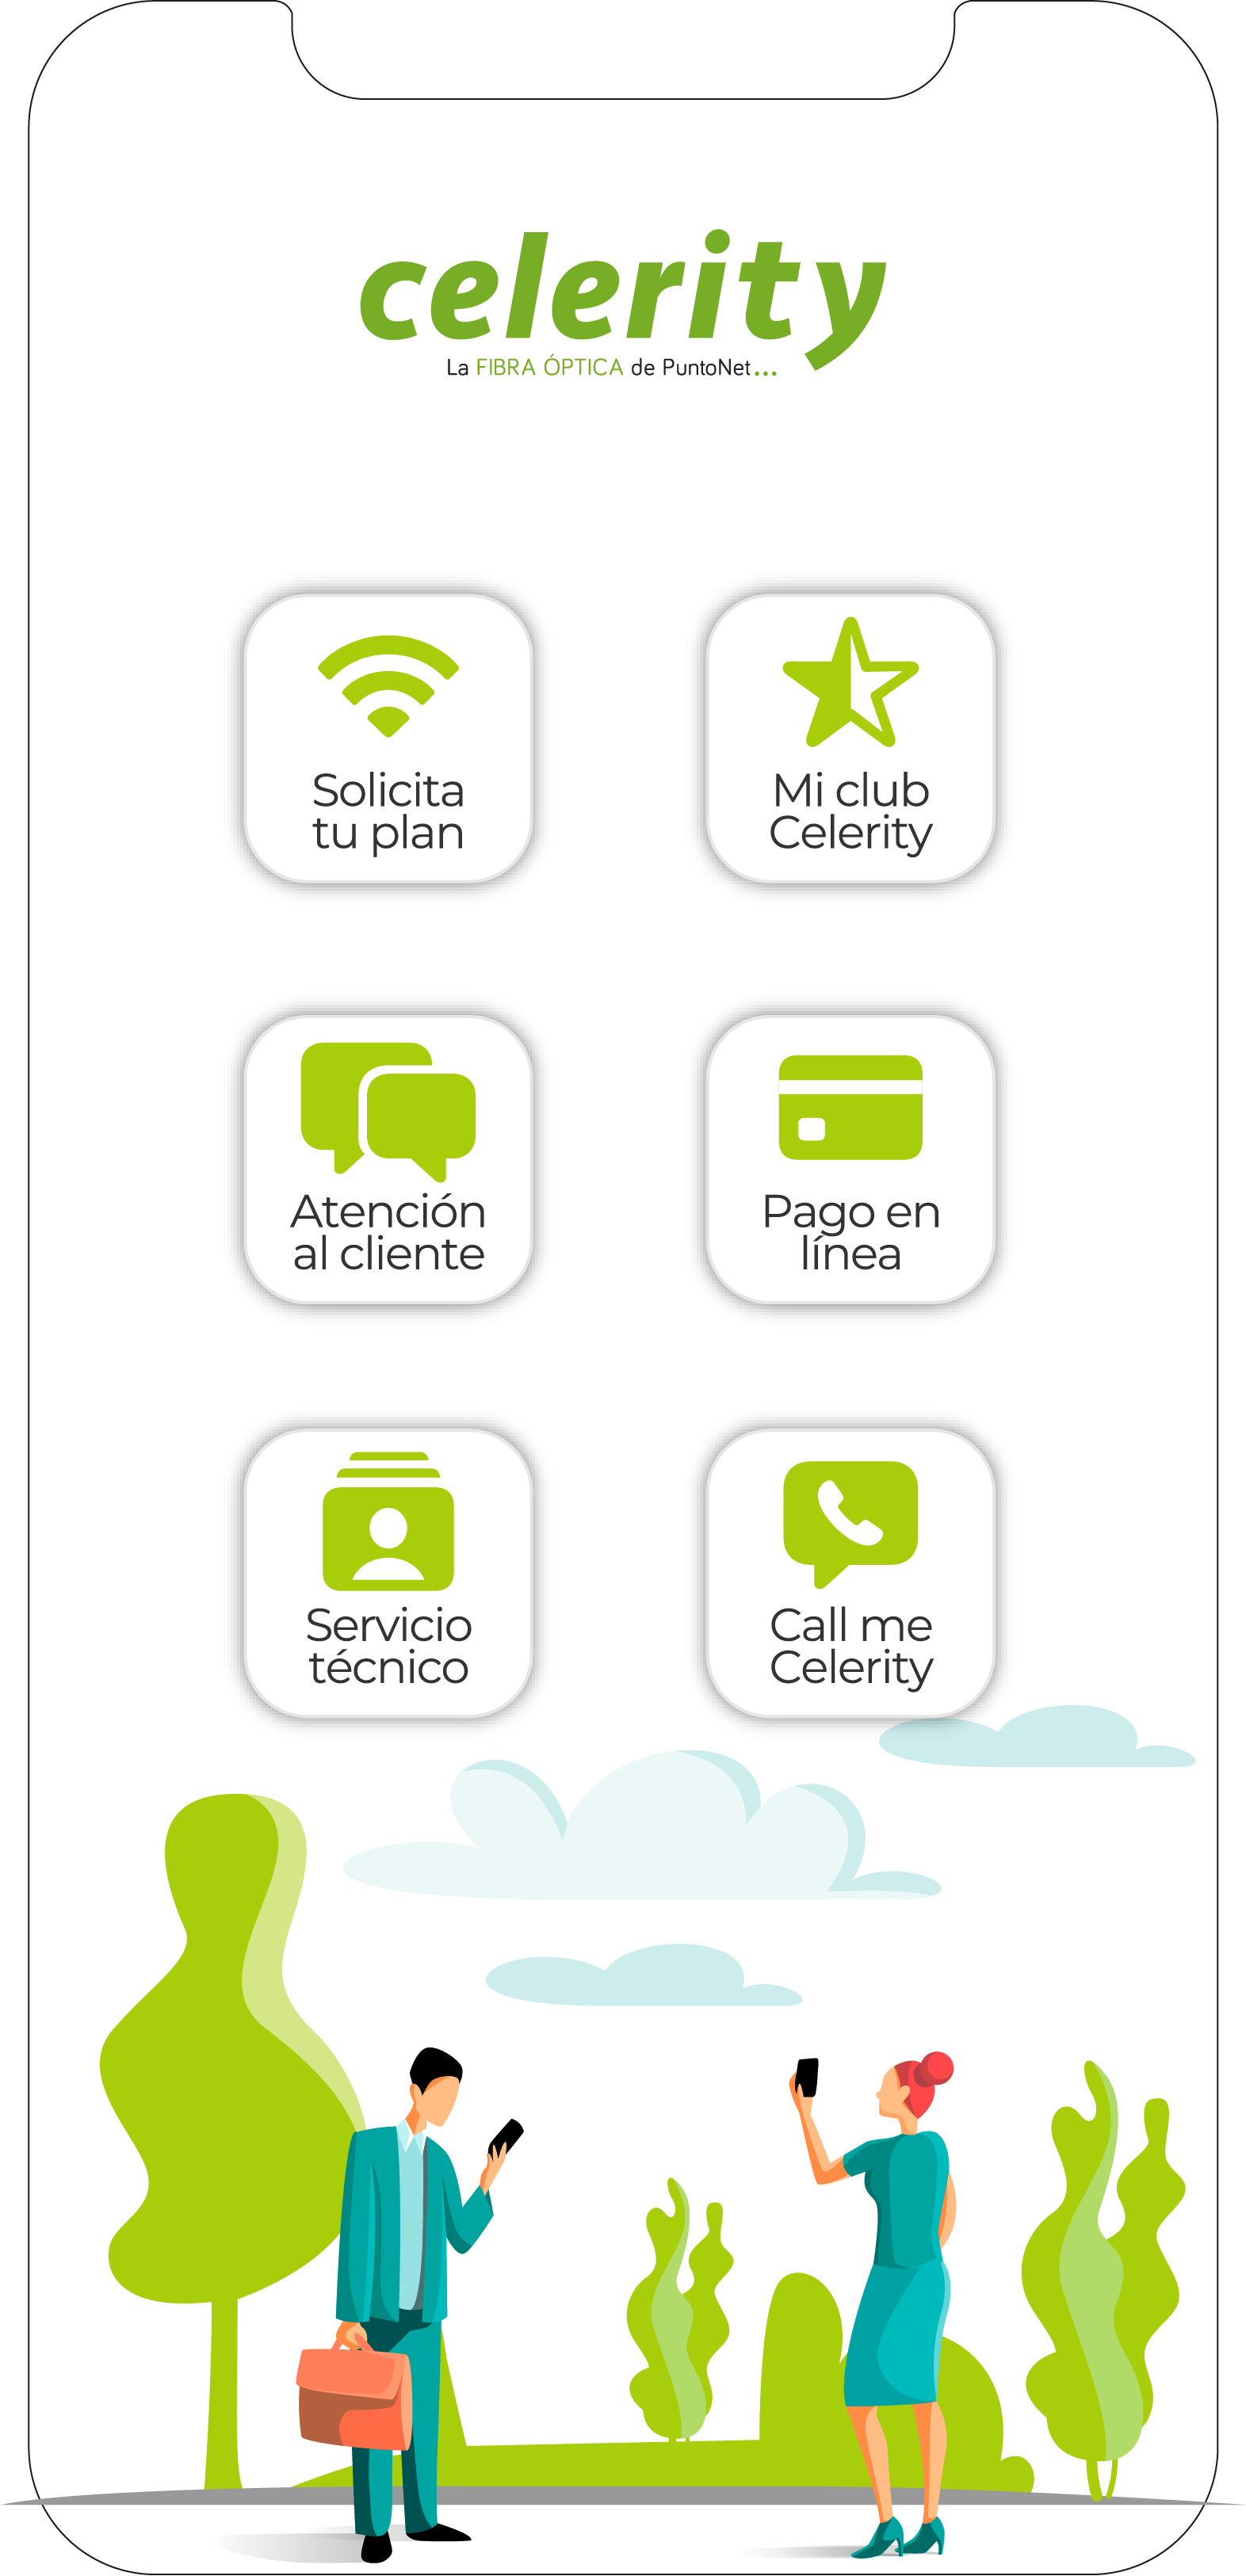 celerity
La FIBRA ÓPTICA de PuntoNet...
Solicita
tu plan
Mi club
Celerity
Atención
al cliente
Pago en
línea
Servicio
técnico
Call me
Celerity